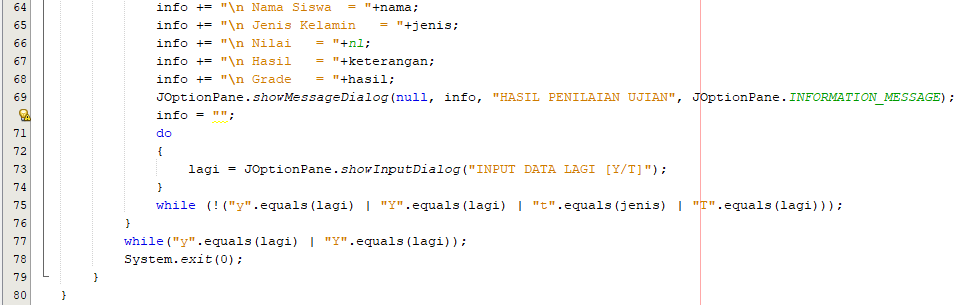 64 info += "\n Nama Siswa  = "+nama;
65 info += "\n Jenis Kelamin   = "+jenis;
66 info += "\n Nilai   = "+nl;
67 info += "\n Hasil   = "+keterangan;
68 info += "\n Grade   = "+hasil;
69 JOptionPane.showMessageDialog(null, info, "HASIL PENILAIAN UJIAN", JOptionPane.INFORMATION_MESSAGE);
info = "";
71 do
72 {
73 lagi = JOptionPane.showInputDialog("INPUT DATA LAGI [Y/T]");
74 }
75 while (!("y".equals(lagi) | "Y".equals(lagi) | "t".equals(jenis) | "T".equals(lagi)));
76 }
77 while("y".equals(lagi) | "Y".equals(lagi));
78 System.exit(0);
79 }
80 }